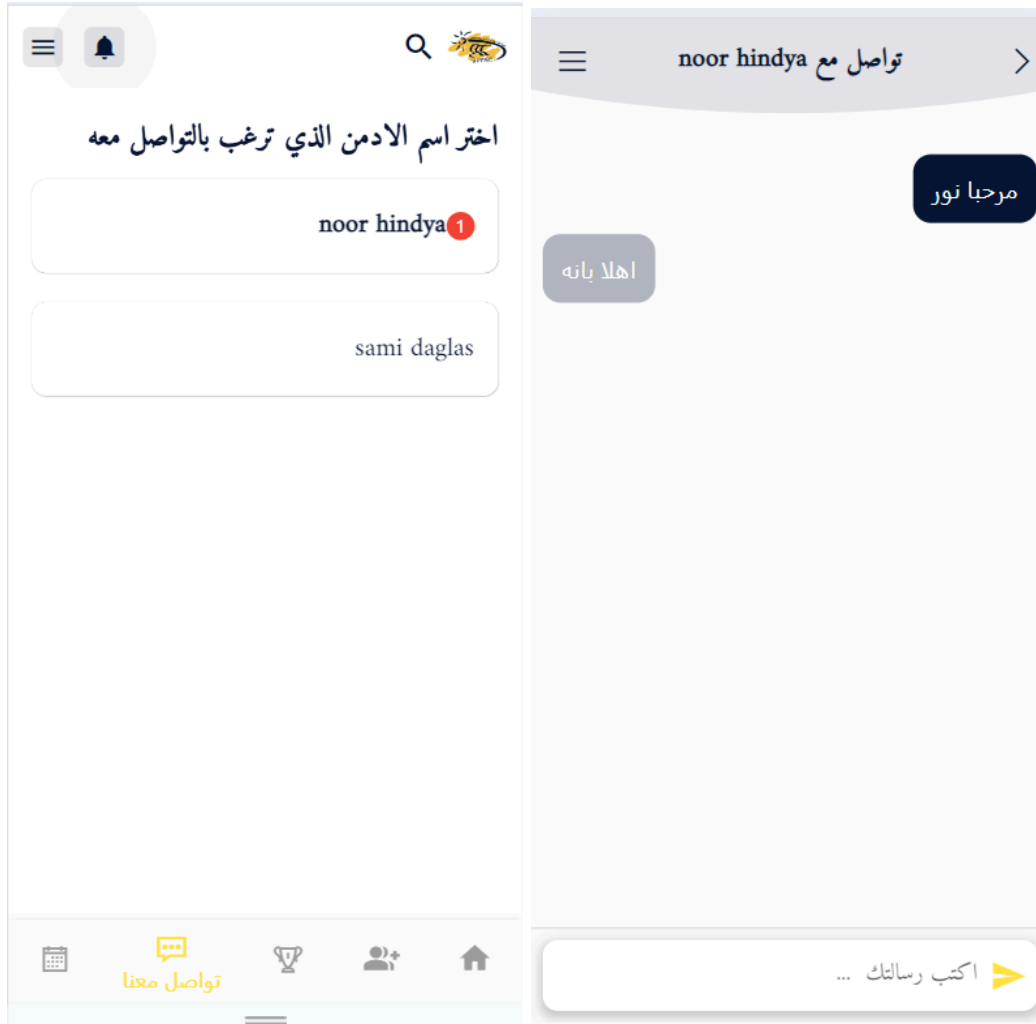 اختر اسم الادمن الذي ترغب بالتواصل معه
noor hindya
1
sami daglas
تواصل معنا
تواصل مع noor hindya
مرحبا نور
اهلا بانه
اكتب رسالتك ...